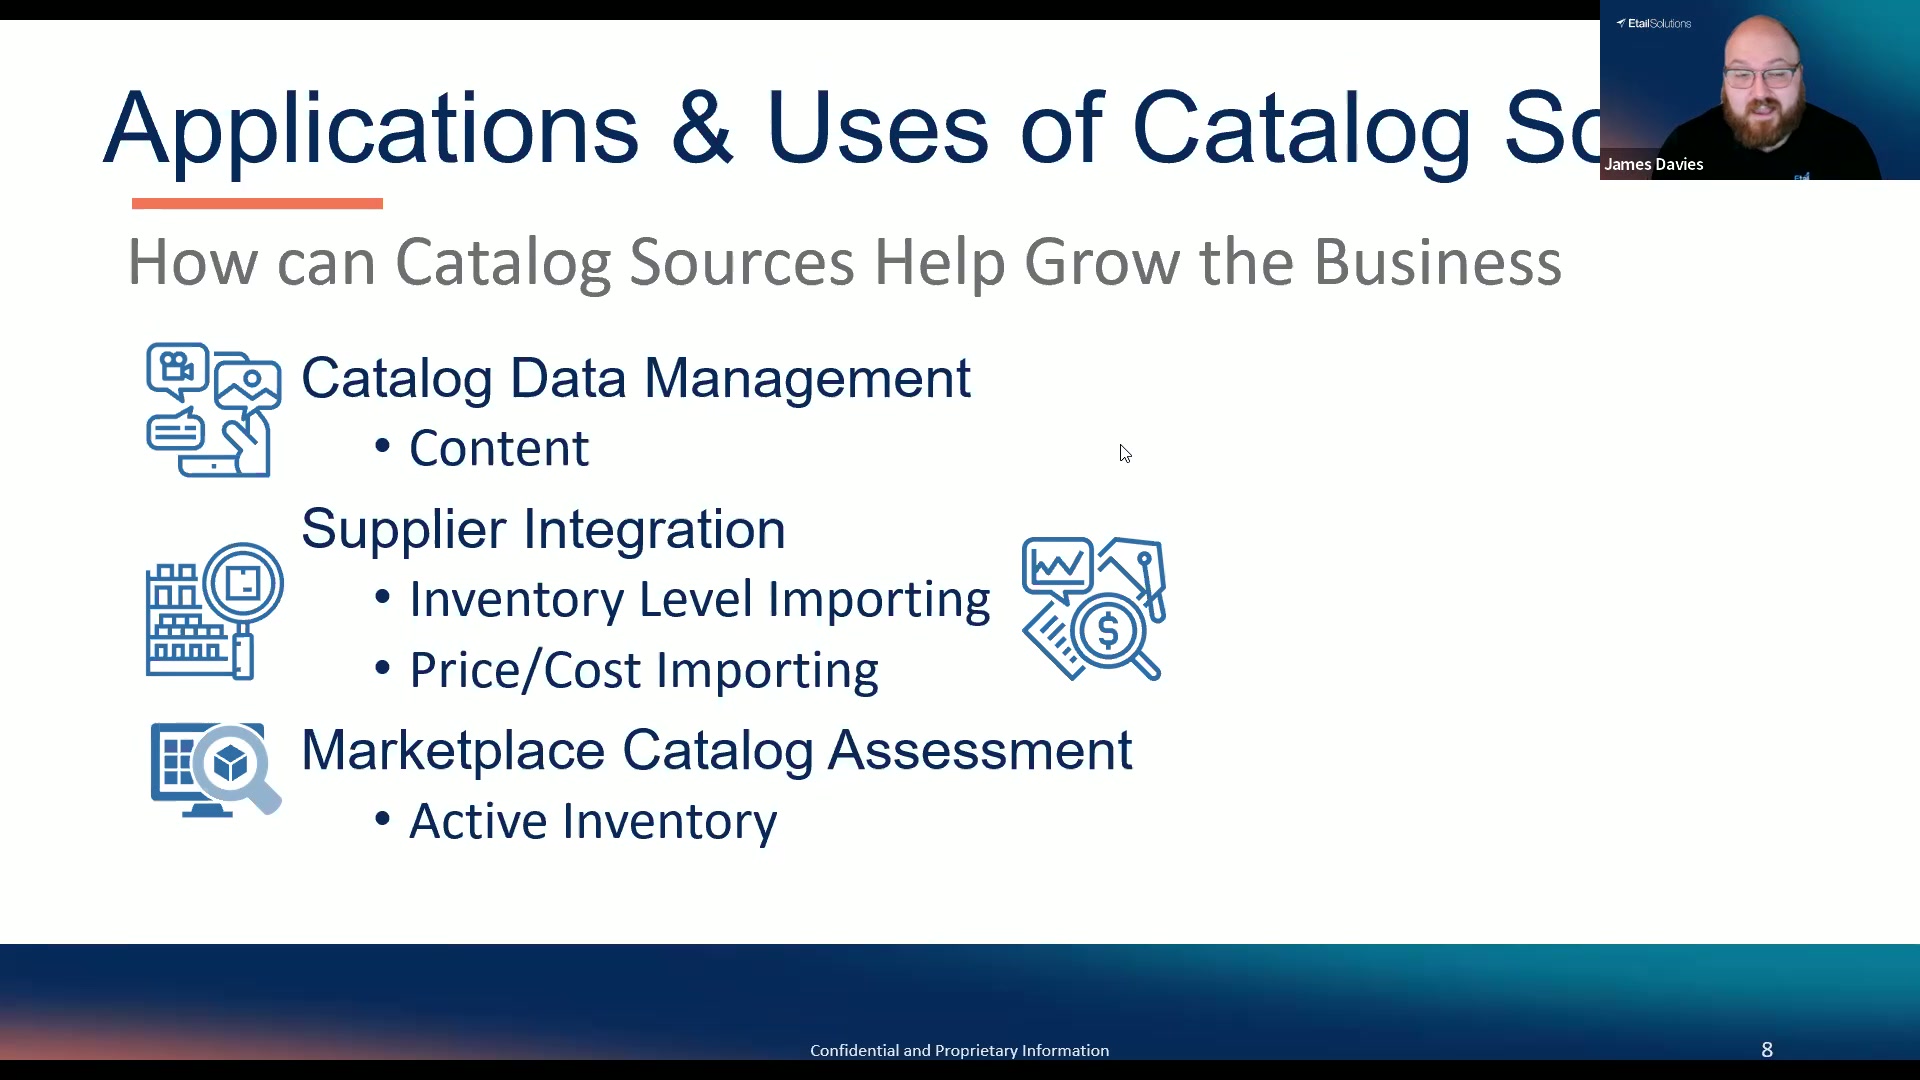 EtailSolutions
James Davies
Applications & Uses of Catalog So
How can Catalog Sources Help Grow the Business
Catalog Data Management
• Content
Supplier Integration
• Inventory Level Importing
• Price/Cost Importing
Marketplace Catalog Assessment
• Active Inventory
Confidential and Proprietary Information
8